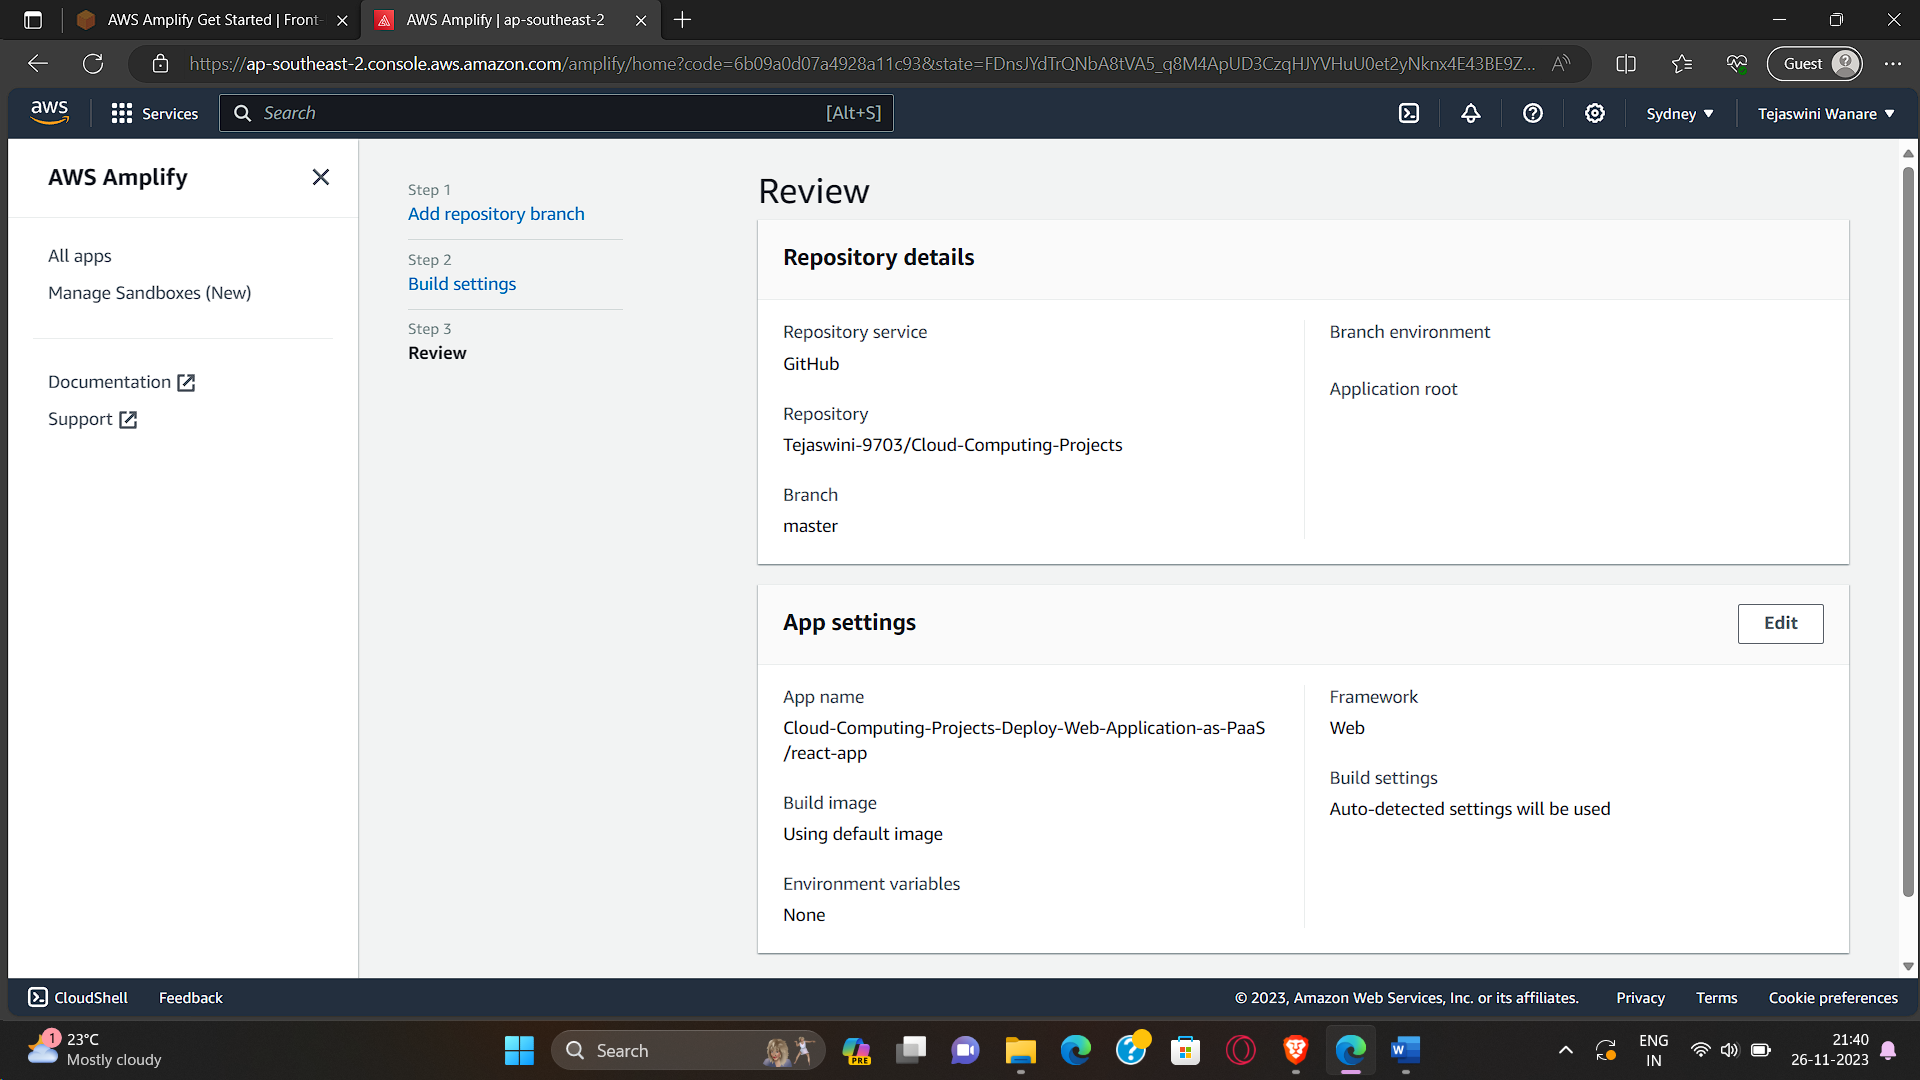 AWS Amplify Get Started | Front-
AWS Amplify | ap-southeast-2
https://ap-southeast-2.console.aws.amazon.com/amplify/home?code=6b09a0d07a4928a11c93&state=FDnsJYdTrQNbA8tVA5_q8M4ApUD3CzqHJYVHuU0et2yNknx4E43BE9Z...
Guest
aws
Services
Search
[Alt+S]
Sydney
Tejaswini Wanare
AWS Amplify
All apps
Manage Sandboxes (New)
Documentation
Support
Step 1
Add repository branch
Step 2
Build settings
Step 3
Review
Review
Repository details
Repository service
GitHub
Repository
Tejaswini-9703/Cloud-Computing-Projects
Branch
master
Branch environment
Application root
App settings
Edit
App name
Cloud-Computing-Projects-Deploy-Web-Application-as-PaaS
/react-app
Build image
Using default image
Environment variables
None
Framework
Web
Build settings
Auto-detected settings will be used
CloudShell
Feedback
© 2023, Amazon Web Services, Inc. or its affiliates.
Privacy
Terms
Cookie preferences
1
23°C
Mostly cloudy
Search
PRE
W
ENG
IN
21:40
26-11-2023